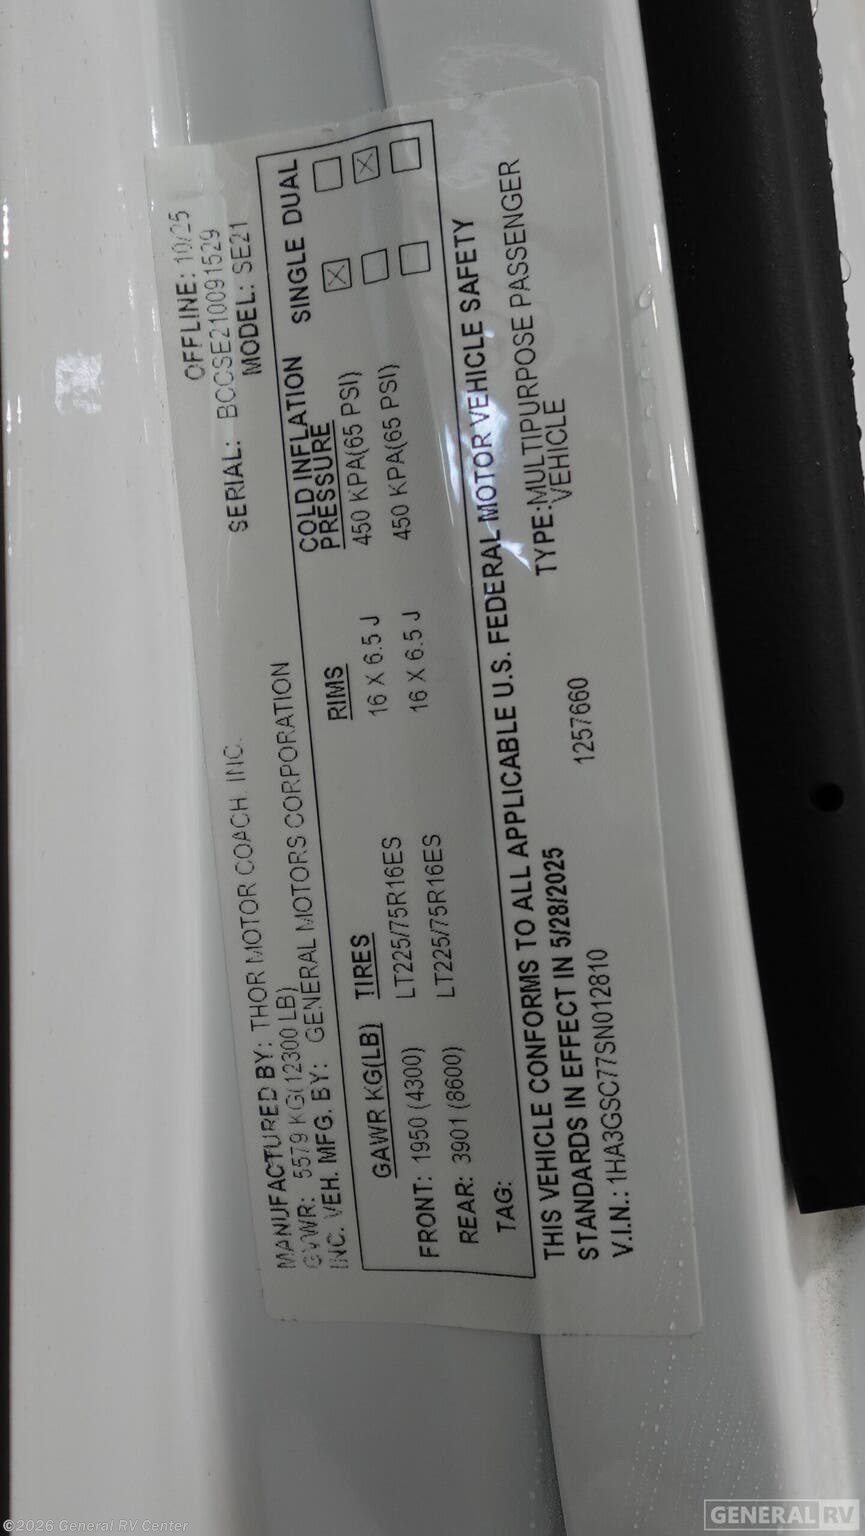 OFFLINE: 10/25
MANUFACTURED BY: THOR MOTOR COACH, INC. SERIAL: BCCSE210091529
GVWR: 5579 KG(12300 LB) MODEL: SE21
INC. VEH. MFG. BY: GENERAL MOTORS CORPORATION
GAWR KG(LB) TIRES RIMS COLD INFLATION PRESSURE SINGLE DUAL
FRONT: 1950 (4300) LT225/75R16ES 16 X 6.5 J 450 KPA(65 PSI)
REAR: 3901 (8600) LT225/75R16ES 16 X 6.5 J 450 KPA(65 PSI)
TAG:
THIS VEHICLE CONFORMS TO ALL APPLICABLE U.S. FEDERAL MOTOR VEHICLE SAFETY
STANDARDS IN EFFECT IN 5/28/2025 TYPE:MULTIPURPOSE PASSENGER
VEHICLE
V.I.N.: 1HA3GSC77SN012810 1257660
©2026 General RV Center
GENERAL RV